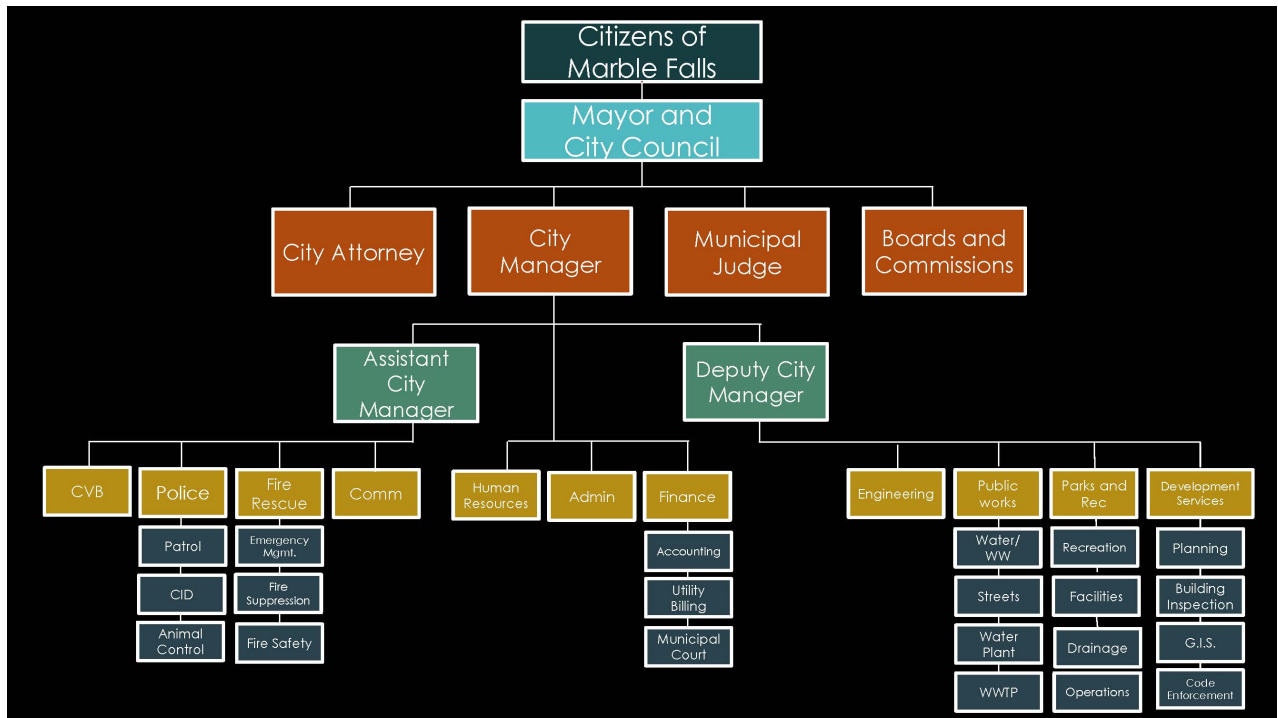 Citizens of
Marble Falls
Mayor and
City Council
City Attorney
City
Manager
Municipal
Judge
Boards and
Commissions
Assistant
City
Manager
Deputy City
Manager
CVB
Police
Fire
Rescue
Comm
Human
Resources
Admin
Finance
Engineering
Public
works
Parks and
Rec
Development
Services
Patrol
CID
Animal
Control
Emergency
Mgmt.
Fire
Suppression
Fire Safety
Accounting
Utility
Billing
Municipal
Court
Water/
WW
Streets
Water
Plant
WWTP
Recreation
Facilities
Drainage
Operations
Planning
Building
Inspection
G.I.S.
Code
Enforcement